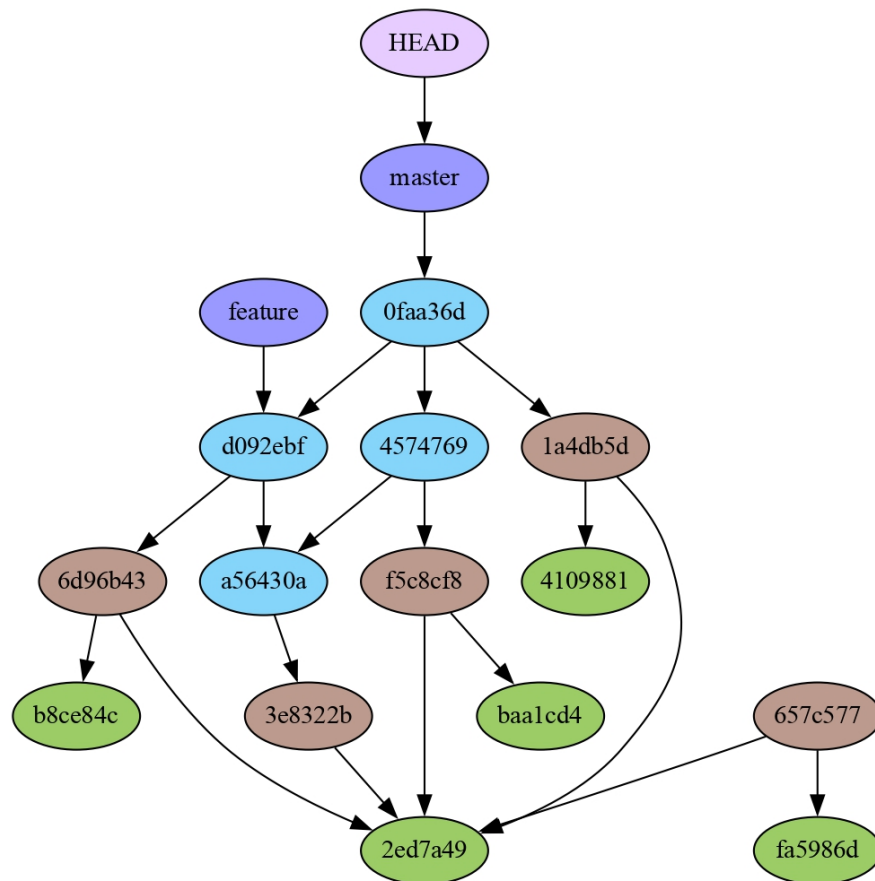 HEAD
master
feature
0faa36d
d092ebf
4574769
1a4db5d
6d96b43
a56430a
f5c8cf8
4109881
b8ce84c
3e8322b
baa1cd4
657c577
2ed7a49
fa5986d